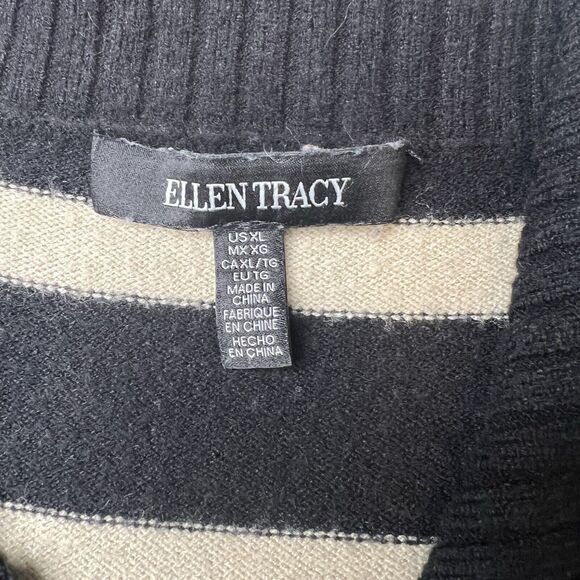 ELLEN TRACY
US XL
MX XG
CA XL/TG
EU TG
MADE IN
CHINA
FABRIQUE
EN CHINE
HECHO
EN CHINA